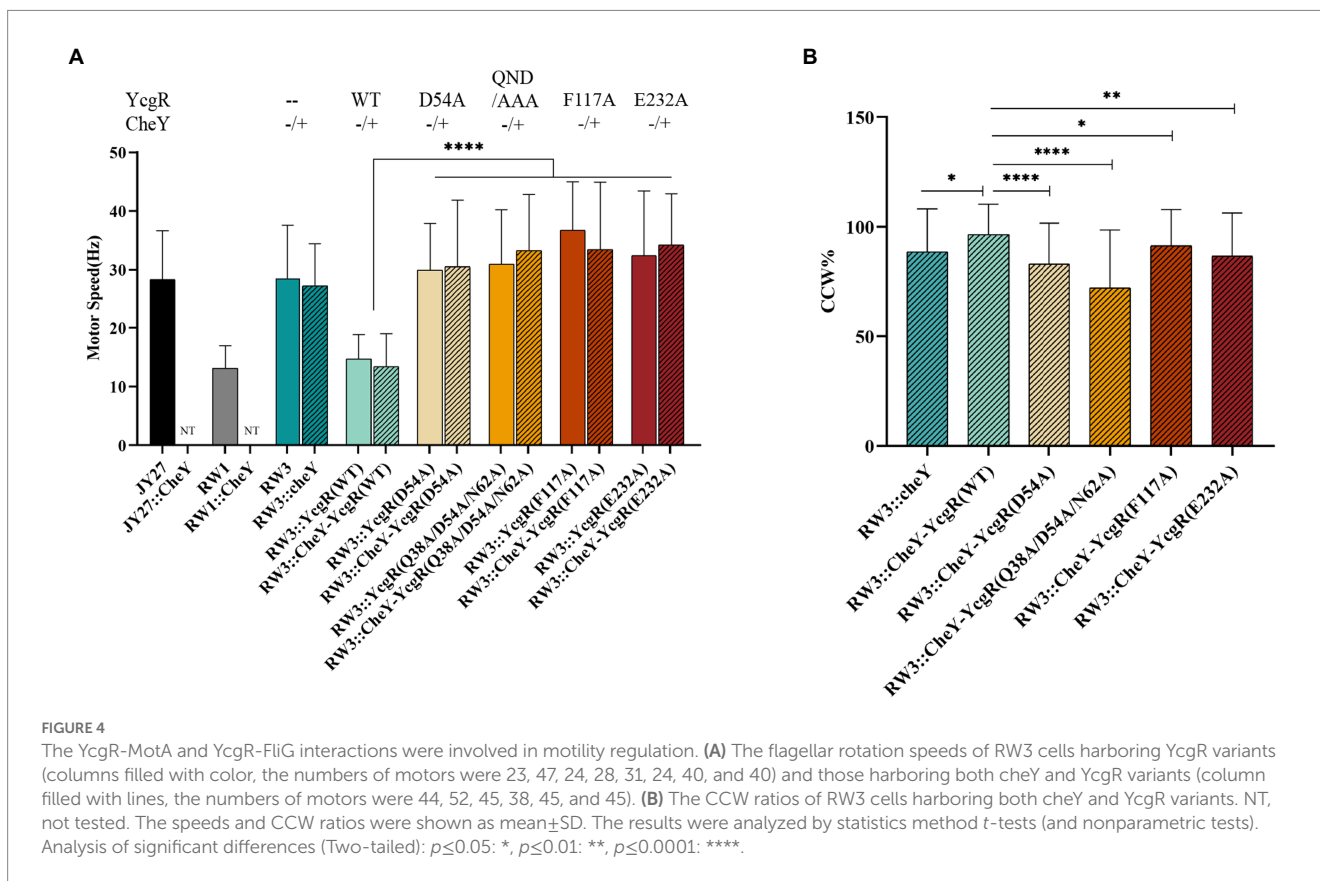 A
YcgR -- WT D54A QND/AAA F117A E232A
CheY -/+ -/+ -/+ -/+ -/+ -/+
****
50
40
30
20
10
0
Motor Speed(Hz)
NT
NT
JY27
JY27::CheY
RW1
RW1::CheY
RW3
RW3::cheY
RW3::YcgR(WT)
RW3::CheY-YcgR(WT)
RW3::YcgR(D54A)
RW3::CheY-YcgR(D54A)
RW3::YcgR(Q38A/D54A/N62A)
RW3::CheY-YcgR(Q38A/D54A/N62A)
RW3::YcgR(F117A)
RW3::CheY-YcgR(F117A)
RW3::YcgR(E232A)
RW3::CheY-YcgR(E232A)
B
**
*
****
* ****
150
100
50
0
CCW%
RW3::cheY
RW3::CheY-YcgR(WT)
RW3::CheY-YcgR(D54A)
RW3::CheY-YcgR(Q38A/D54A/N62A)
RW3::CheY-YcgR(F117A)
RW3::CheY-YcgR(E232A)
FIGURE 4
The YcgR-MotA and YcgR-FliG interactions were involved in motility regulation. (A) The flagellar rotation speeds of RW3 cells harboring YcgR variants
(columns filled with color, the numbers of motors were 23, 47, 24, 28, 31, 24, 40, and 40) and those harboring both cheY and YcgR variants (column
filled with lines, the numbers of motors were 44, 52, 45, 38, 45, and 45). (B) The CCW ratios of RW3 cells harboring both cheY and YcgR variants. NT,
not tested. The speeds and CCW ratios were shown as mean±SD. The results were analyzed by statistics method t-tests (and nonparametric tests).
Analysis of significant differences (Two-tailed): p≤0.05: *, p≤0.01: **, p≤0.0001: ****.